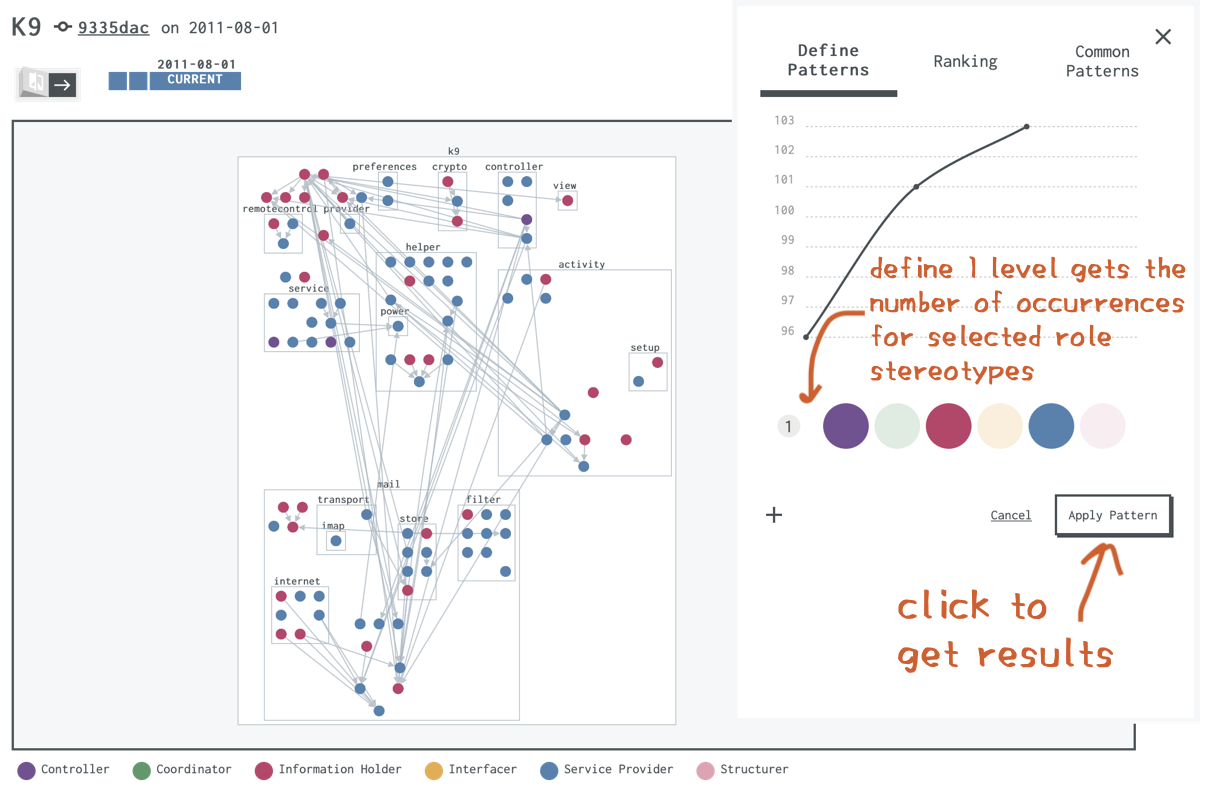 K9 9335dac on 2011-08-01
2011-08-01
CURRENT
k9
preferences
crypto
controller
view
remotecontrol
provider
helper
activity
service
power
setup
mail
transport
filter
imap
store
internet
Controller
Coordinator
Information Holder
Interfacer
Service Provider
Structurer
Define
Patterns
Ranking
Common
Patterns
103
102
101
100
99
98
97
96
define 1 level gets the
number of occurrences
for selected role
stereotypes
1
+
Cancel
Apply Pattern
click to
get results